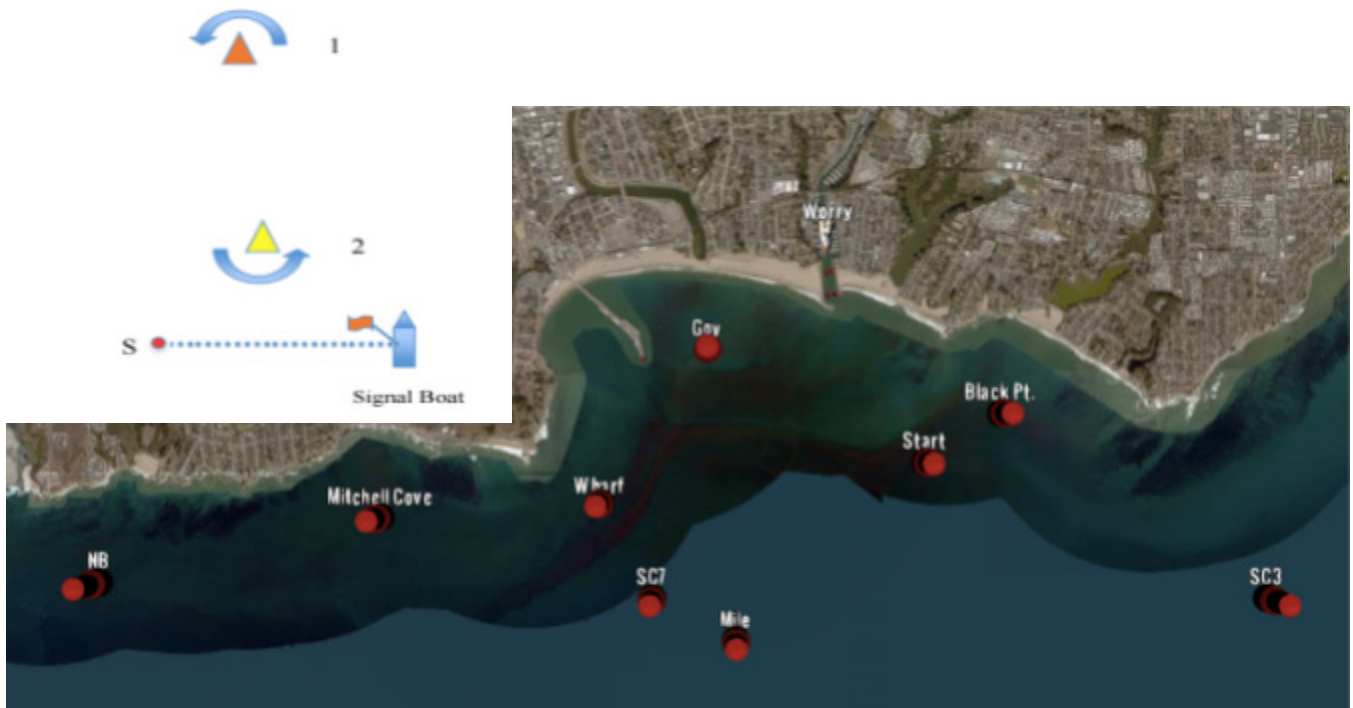 1
2
S
Signal Boat
Worry
Gov
Black Pt.
Start
Wharf
Mitchell Cove
NB
SC7
SC3
Mile